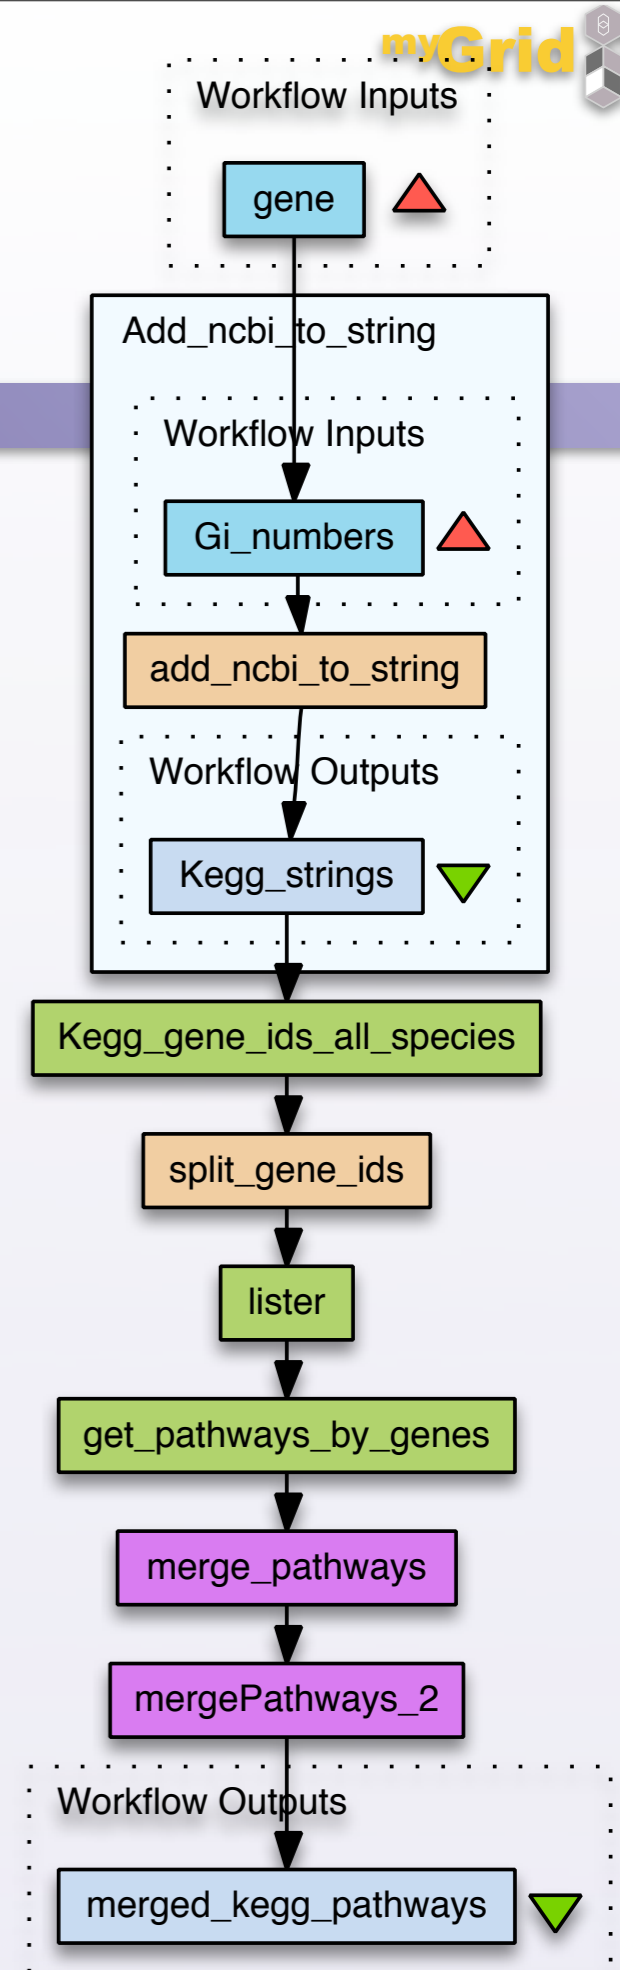 myGrid
Workflow Inputs
gene
Add_ncbi_to_string
Workflow Inputs
Gi_numbers
add_ncbi_to_string
Workflow Outputs
Kegg_strings
Kegg_gene_ids_all_species
split_gene_ids
lister
get_pathways_by_genes
merge_pathways
mergePathways_2
Workflow Outputs
merged_kegg_pathways